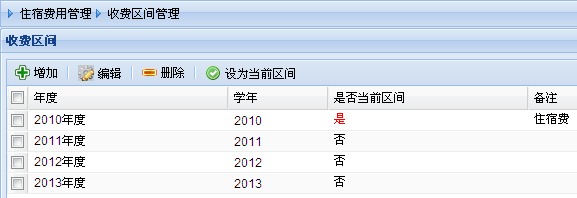 住宿费用管理 收费区间管理
收费区间
增加 编辑 删除 设为当前区间
年度 学年 是否当前区间 备注
2010年度 2010 是 住宿费
2011年度 2011 否
2012年度 2012 否
2013年度 2013 否